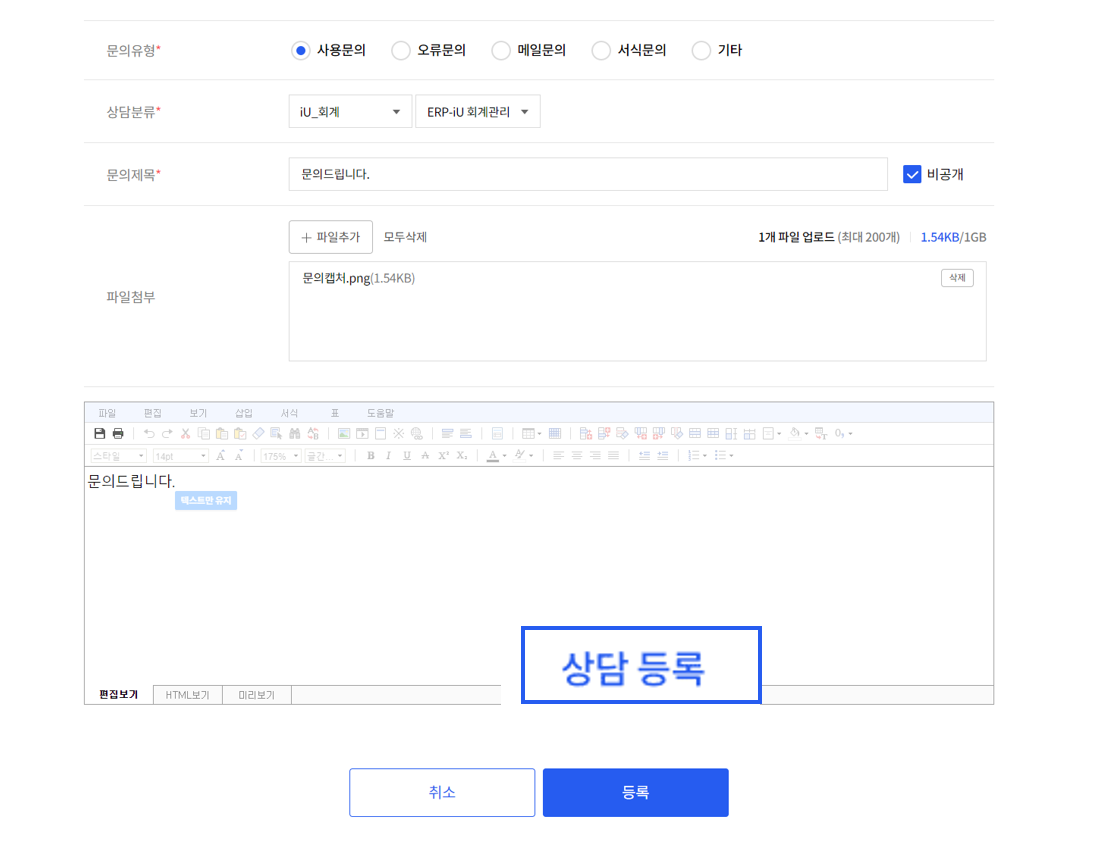 문의유형* 사용문의 오류문의 메일문의 서식문의 기타
상담분류* iU_회계 ERP-iU 회계관리
문의제목* 문의드립니다. 비공개
+ 파일추가 모두삭제 1개 파일 업로드 (최대 200개) 1.54KB/1GB
문의캡처.png(1.54KB) 삭제
파일첨부
파일 편집 보기 삽입 서식 표 도움말
스타일 14pt 175% 줄간...
문의드립니다.
텍스트만 유지
상담 등록
편집보기 HTML보기 미리보기
취소 등록